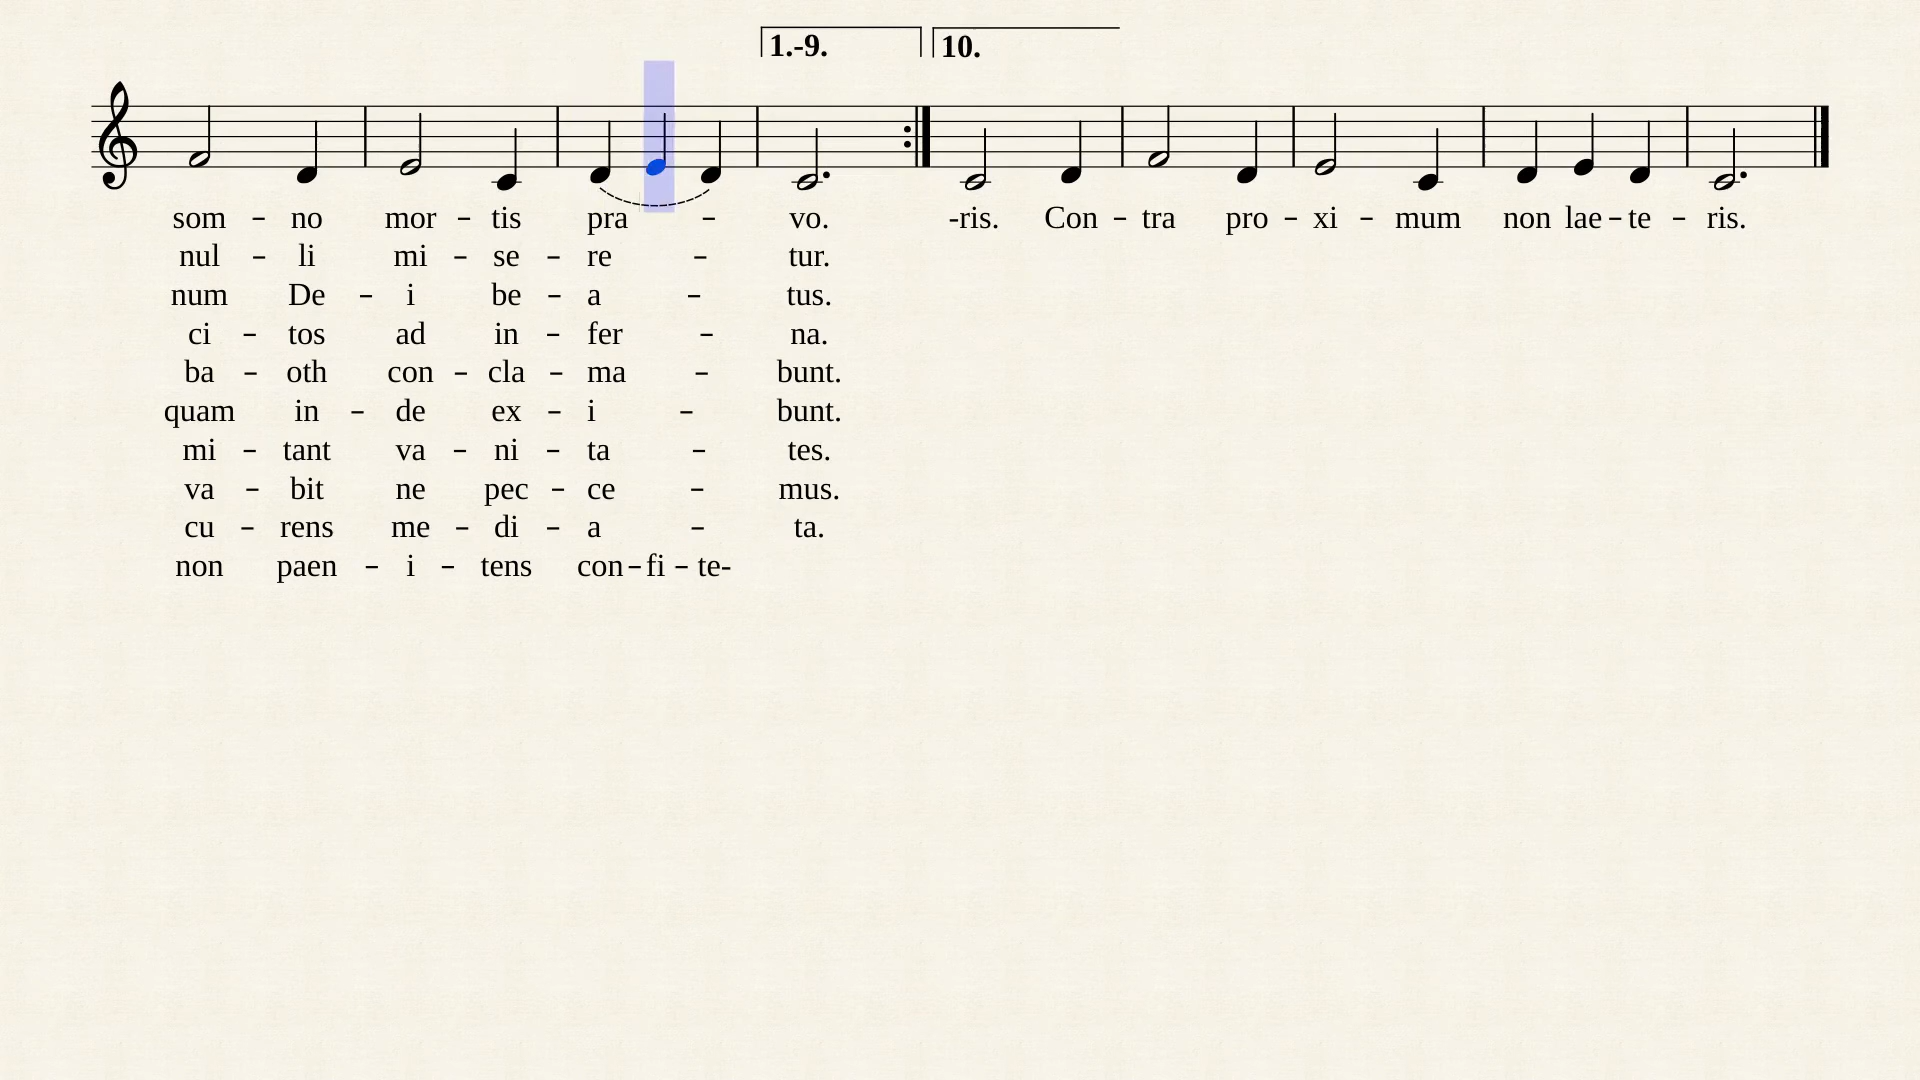 1.-9. 10.
som – no mor – tis pra – vo. -ris. Con – tra pro – xi – mum non lae – te – ris.
nul – li mi – se – re – tur.
num De – i be – a – tus.
ci – tos ad in – fer – na.
ba – oth con – cla – ma – bunt.
quam in – de ex – i – bunt.
mi – tant va – ni – ta – tes.
va – bit ne pec – ce – mus.
cu – rens me – di – a – ta.
non paen – i – tens con – fi – te-